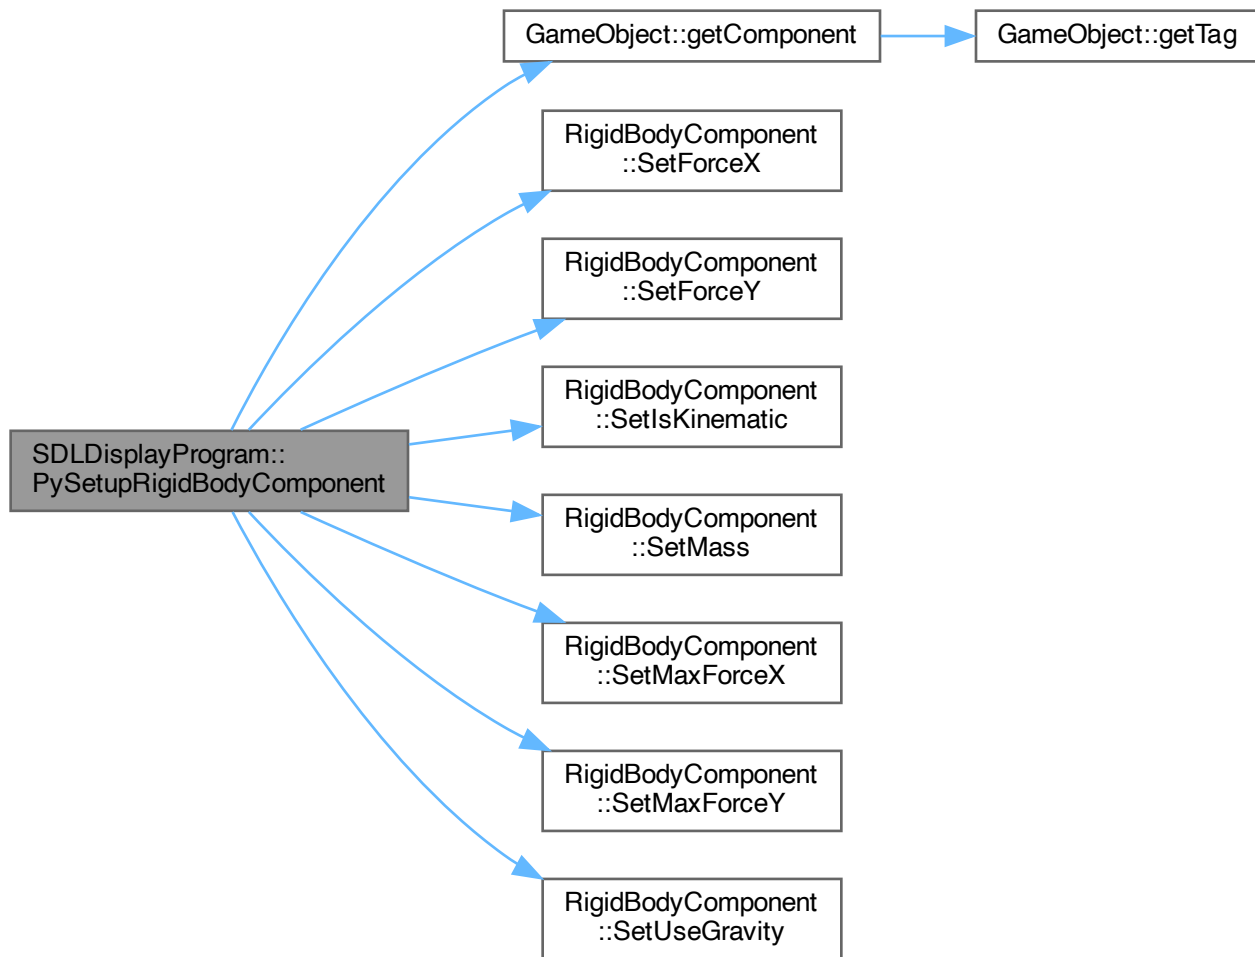 GameObject::getComponent
GameObject::getTag
RigidBodyComponent
::SetForceX
RigidBodyComponent
::SetForceY
RigidBodyComponent
::SetIsKinematic
SDLDisplayProgram::
PySetupRigidBodyComponent
RigidBodyComponent
::SetMass
RigidBodyComponent
::SetMaxForceX
RigidBodyComponent
::SetMaxForceY
RigidBodyComponent
::SetUseGravity